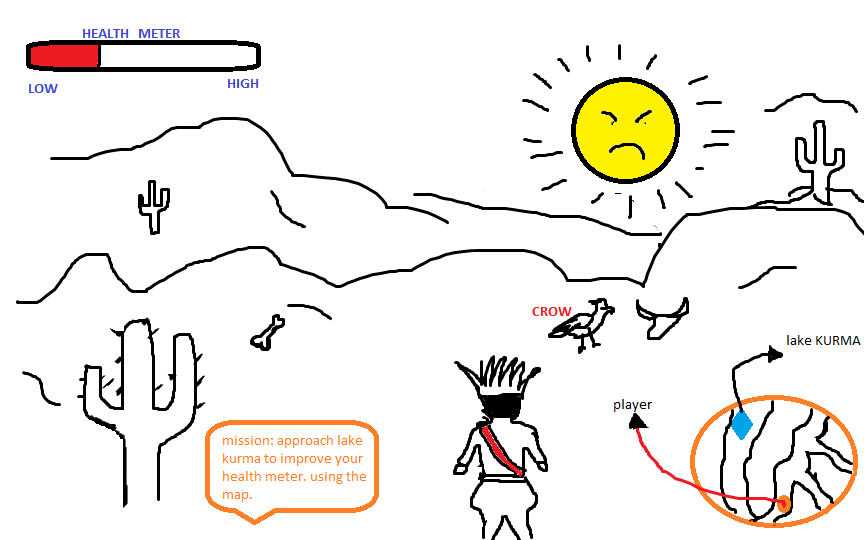 HEALTH METER
LOW
HIGH
CROW
lake KURMA
player
mission: approach lake
kurma to improve your
health meter. using the
map.